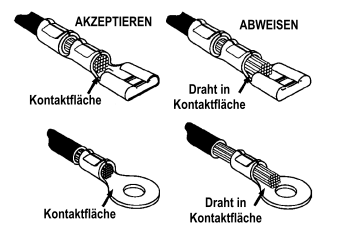 AKZEPTIEREN
ABWEISEN
Kontaktfläche
Draht in
Kontaktfläche
Kontaktfläche
Draht in
Kontaktfläche